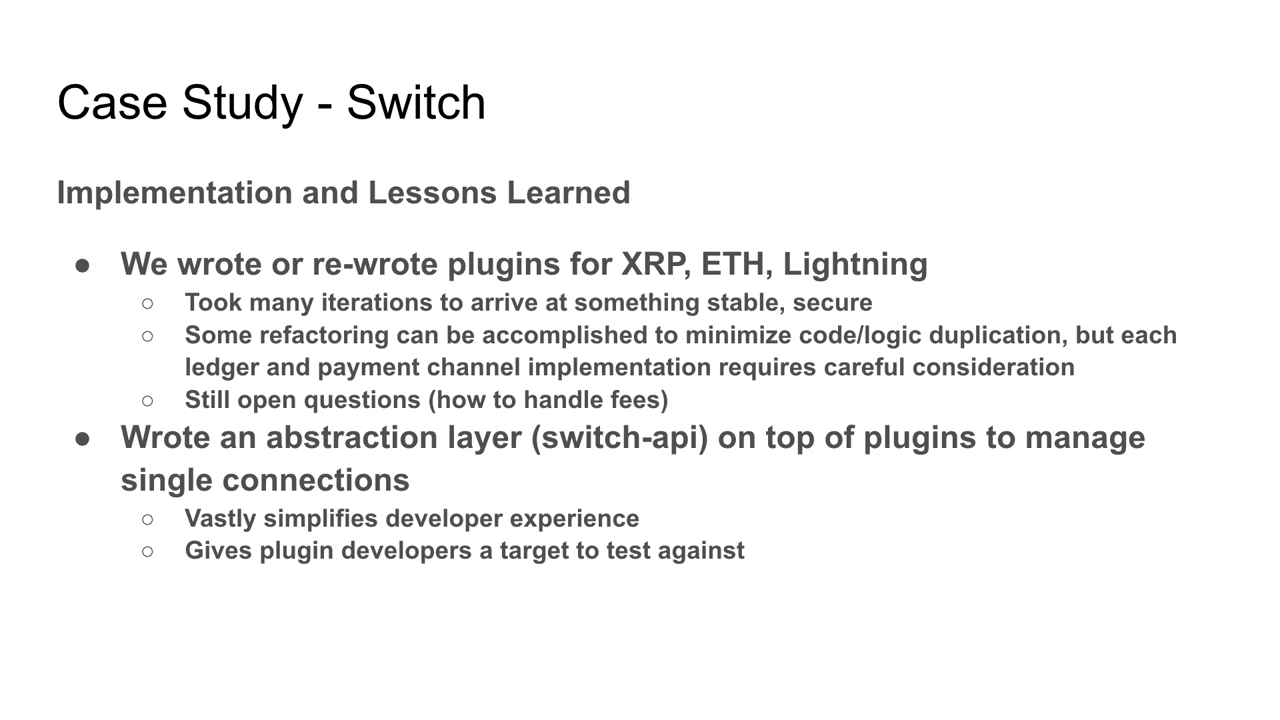 Case Study - Switch
Implementation and Lessons Learned
● We wrote or re-wrote plugins for XRP, ETH, Lightning
○ Took many iterations to arrive at something stable, secure
○ Some refactoring can be accomplished to minimize code/logic duplication, but each
ledger and payment channel implementation requires careful consideration
○ Still open questions (how to handle fees)
● Wrote an abstraction layer (switch-api) on top of plugins to manage
single connections
○ Vastly simplifies developer experience
○ Gives plugin developers a target to test against